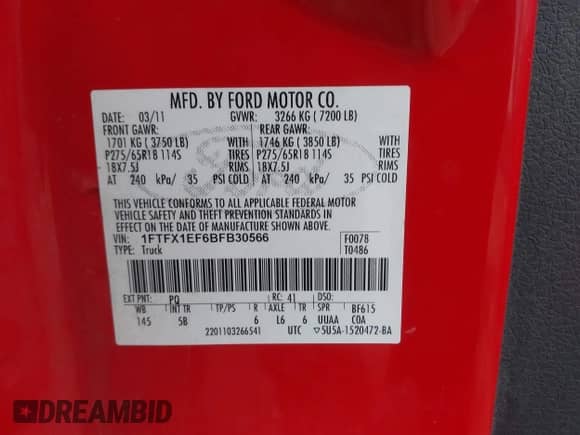 MFD. BY FORD MOTOR CO.
DATE: 03/11 GVWR: 3266 KG ( 7200 LB)
FRONT GAWR: REAR GAWR:
1701 KG ( 3750 LB) WITH 1746 KG ( 3850 LB) WITH
P275/65R18 114S TIRES P275/65R18 114S TIRES
18X7.5J RIMS 18X7.5J RIMS
AT 240 kPa/ 35 PSI COLD AT 240 kPa/ 35 PSI COLD
Ford
THIS VEHICLE CONFORMS TO ALL APPLICABLE FEDERAL MOTOR
VEHICLE SAFETY AND THEFT PREVENTION STANDARDS IN
EFFECT ON THE DATE OF MANUFACTURE SHOWN ABOVE.
VIN: 1FTFX1EF6BFB30566 F0078
TYPE: Truck T0486
EXT PNT: PQ RC: 41 DSO:
WB INT TR TP/PS R AXLE TR SPR BF615
145 5B 6 L6 6 UUAA COA
2201103266541 UTC ▽5U5A-1520472-BA
DREAMBID